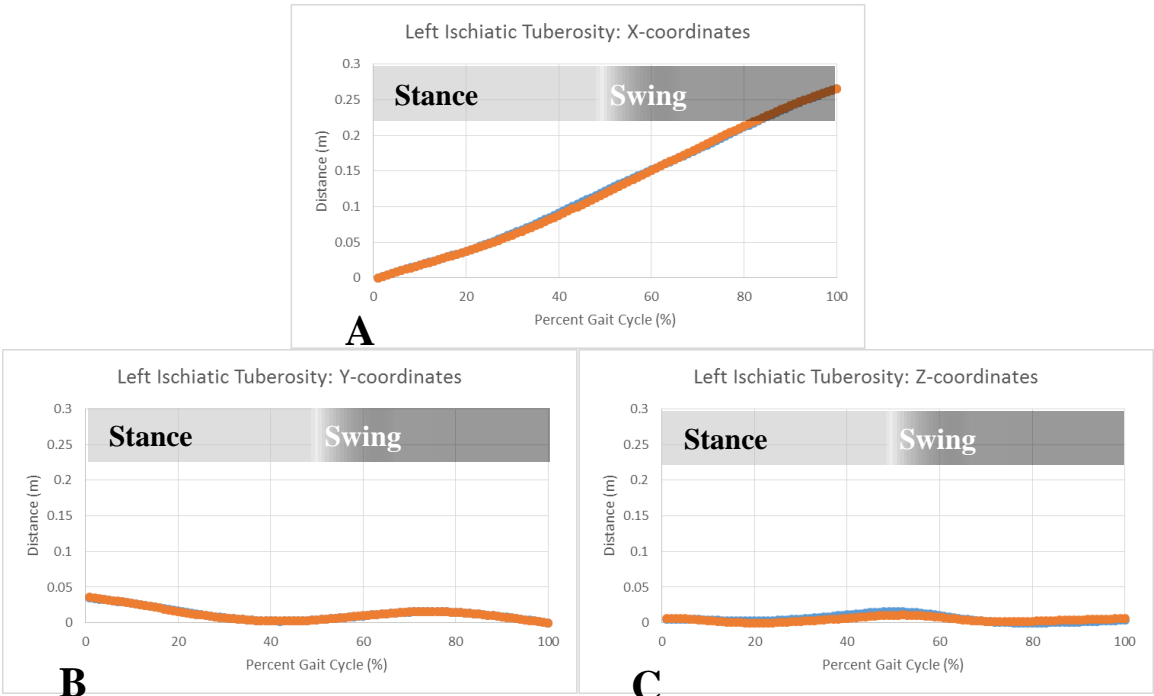 Left Ischiatic Tuberosity: X-coordinates
0.3
Stance
Swing
0.25
0.2
0.15
0.1
0.05
0
Distance (m)
0 20 40 60 80 100
Percent Gait Cycle (%)
A
Left Ischiatic Tuberosity: Y-coordinates
0.3
Stance
Swing
0.25
0.2
0.15
0.1
0.05
0
Distance (m)
0 20 40 60 80 100
Percent Gait Cycle (%)
B
Left Ischiatic Tuberosity: Z-coordinates
0.3
Stance
Swing
0.25
0.2
0.15
0.1
0.05
0
Distance (m)
0 20 40 60 80 100
Percent Gait Cycle (%)
C